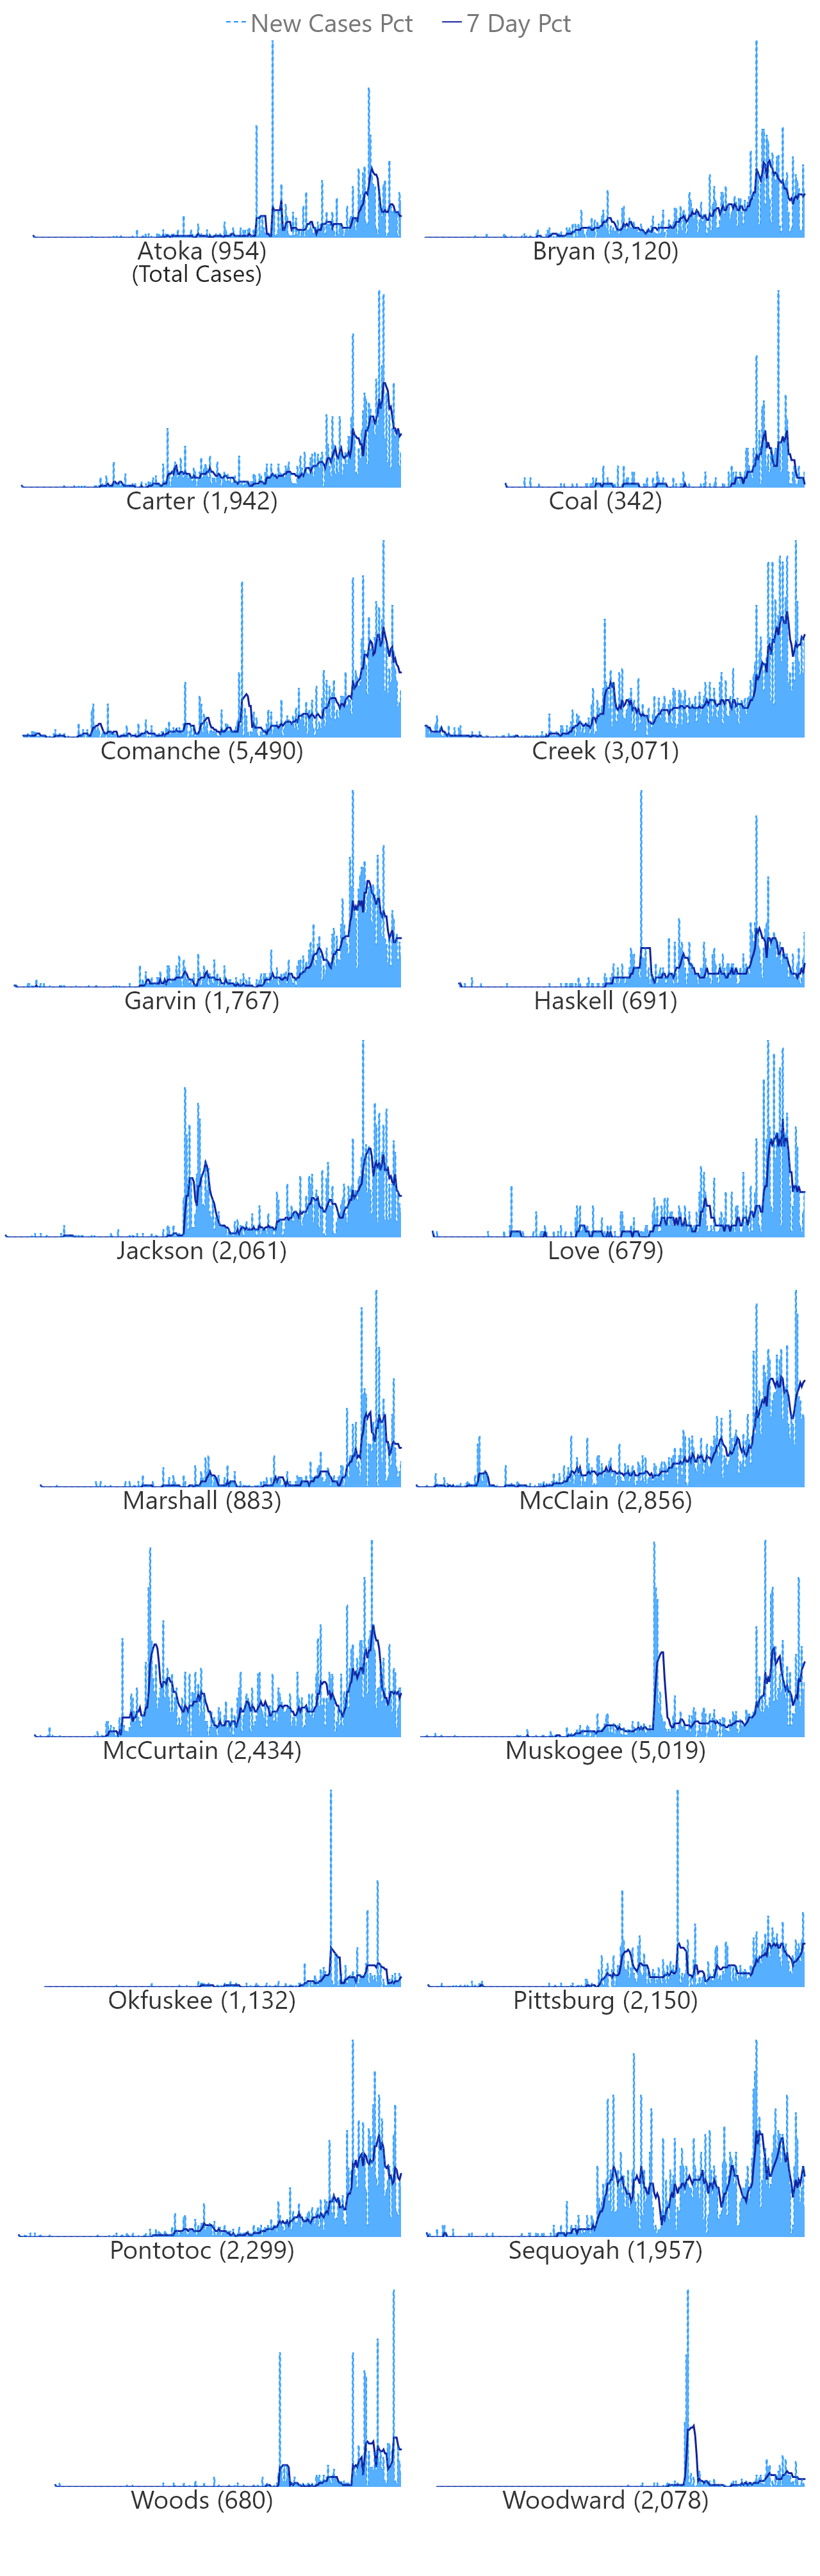 New Cases Pct 7 Day Pct
Atoka (954) Bryan (3,120)
(Total Cases)
Carter (1,942) Coal (342)
Comanche (5,490) Creek (3,071)
Garvin (1,767) Haskell (691)
Jackson (2,061) Love (679)
Marshall (883) McClain (2,856)
McCurtain (2,434) Muskogee (5,019)
Okfuskee (1,132) Pittsburg (2,150)
Pontotoc (2,299) Sequoyah (1,957)
Woods (680) Woodward (2,078)